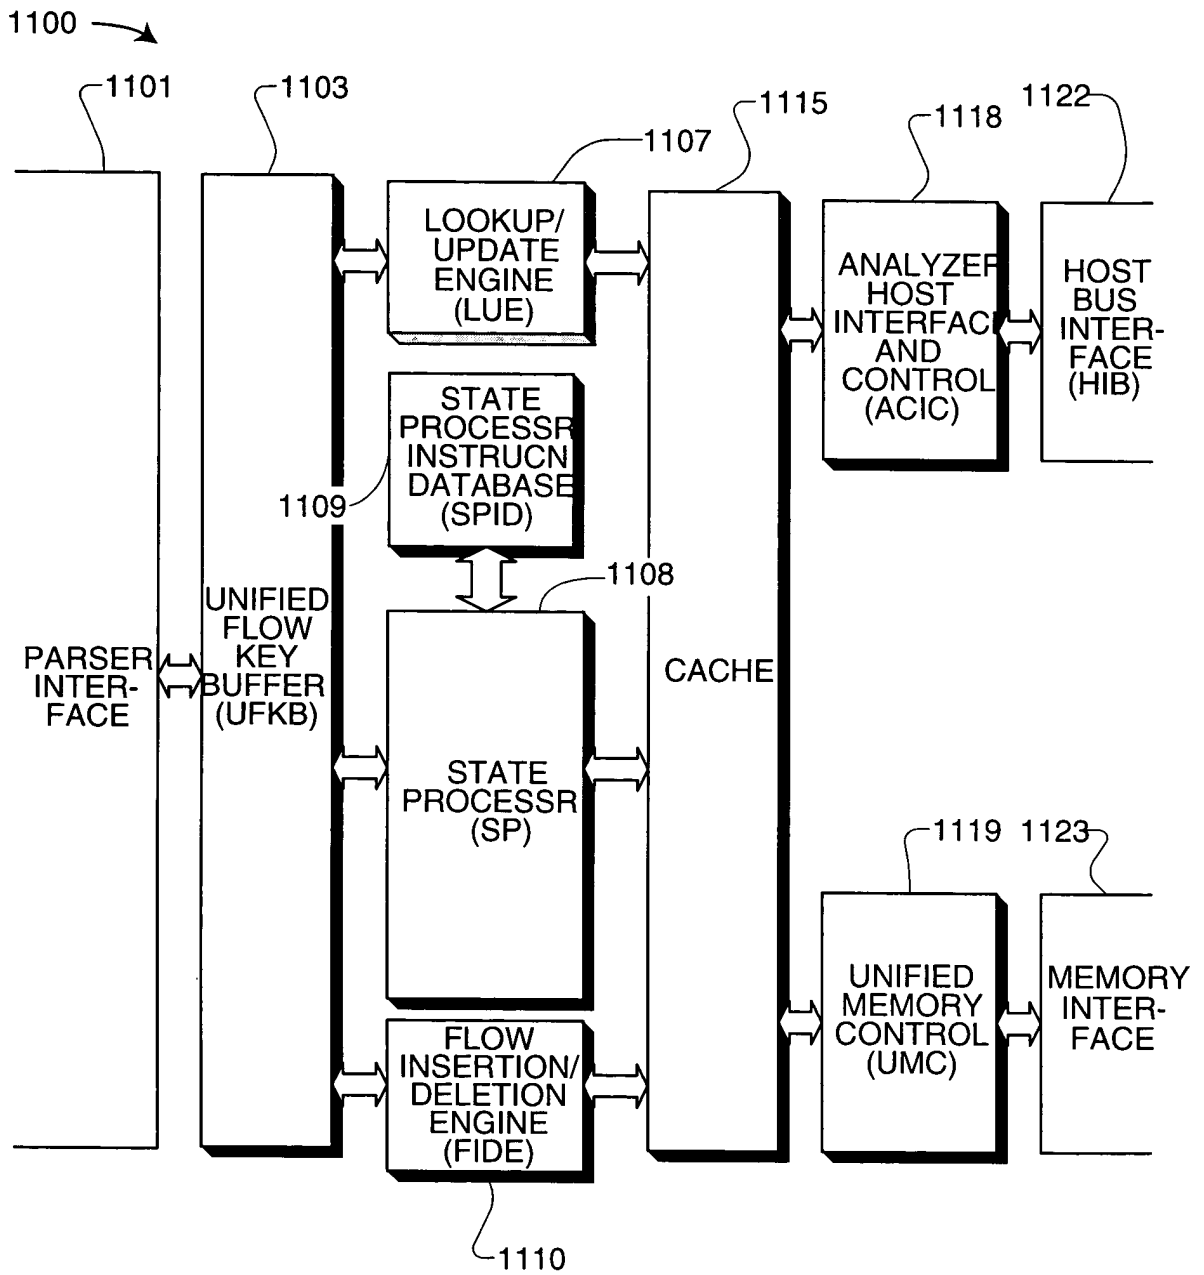 1100
1101
1103
1107
1115
1118
1122
LOOKUP/
UPDATE
ENGINE
(LUE)
ANALYZER
HOST
INTERFACE
AND
CONTROL
(ACIC)
HOST
BUS
INTER-
FACE
(HIB)
STATE
PROCESSR
INSTRUCN
DATABASE
(SPID)
1109
1108
UNIFIED
FLOW
KEY
BUFFER
(UFKB)
PARSER
INTER-
FACE
CACHE
STATE
PROCESSR
(SP)
1119
1123
UNIFIED
MEMORY
CONTROL
(UMC)
MEMORY
INTER-
FACE
FLOW
INSERTION/
DELETION
ENGINE
(FIDE)
1110